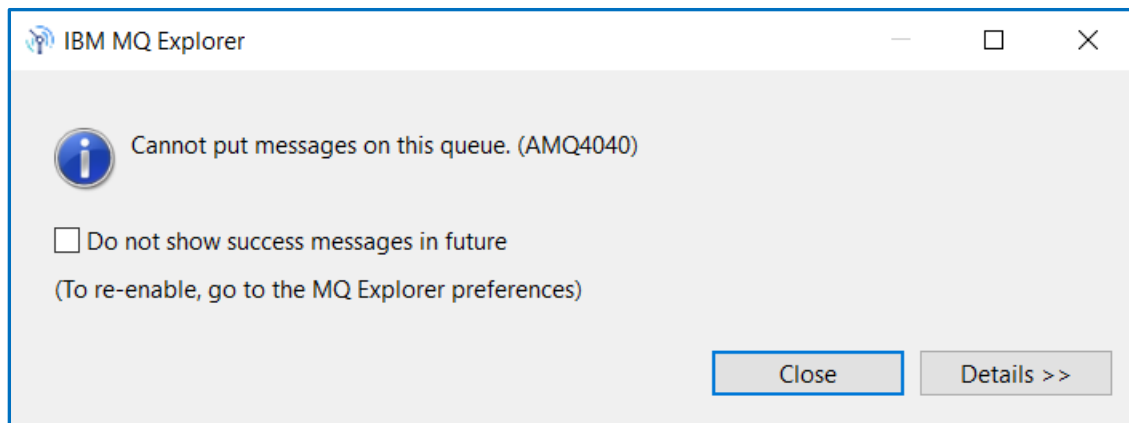 IBM MQ Explorer
Cannot put messages on this queue. (AMQ4040)
Do not show success messages in future
(To re-enable, go to the MQ Explorer preferences)
Close
Details >>